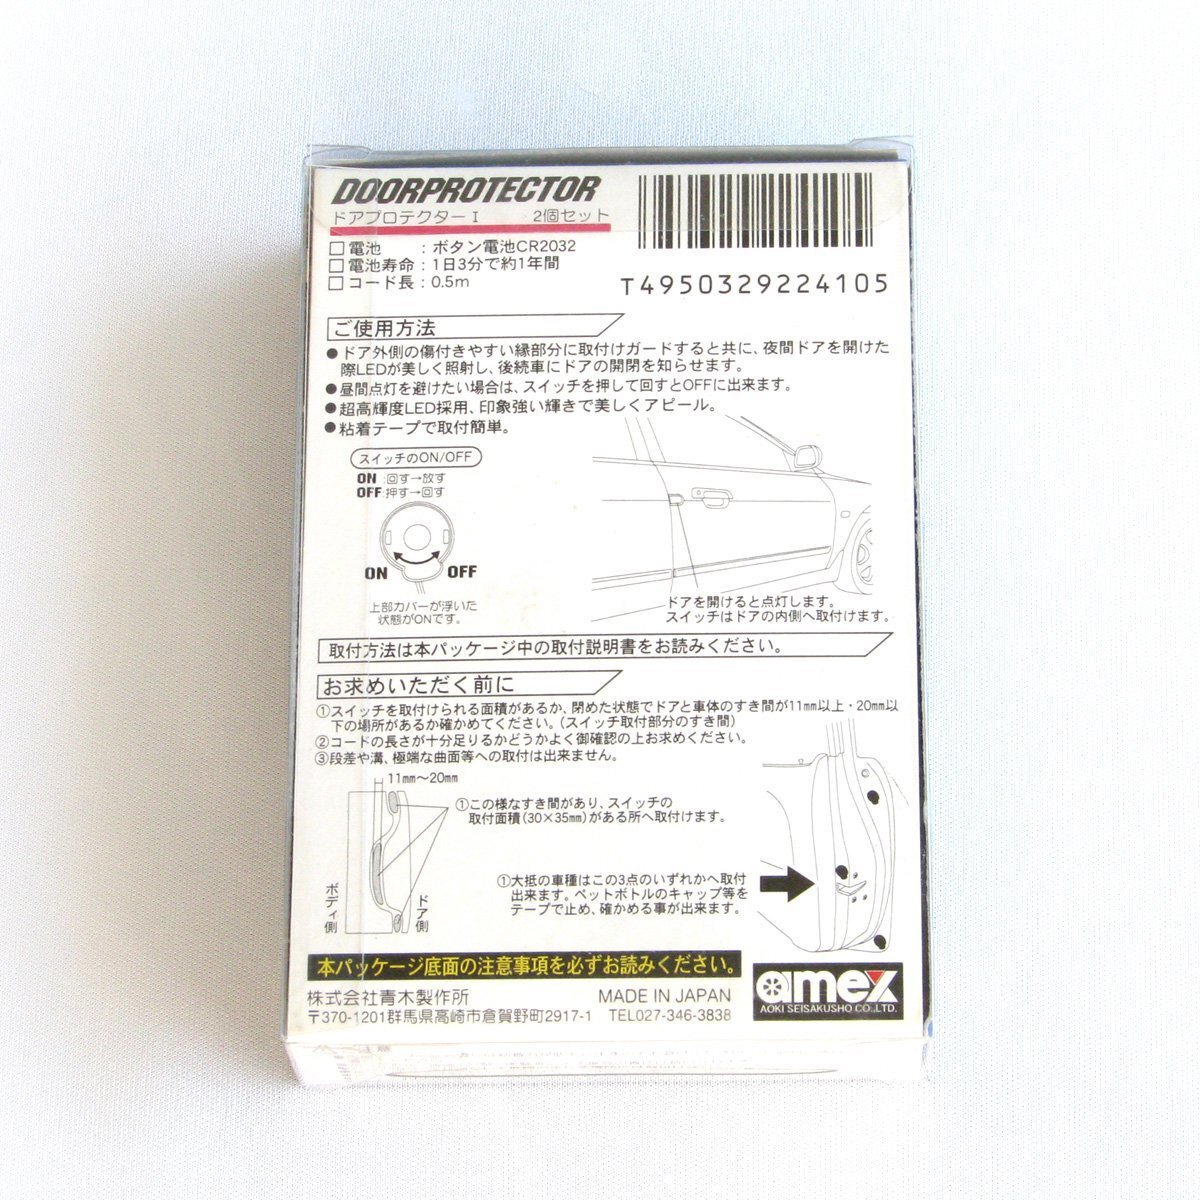 DOORPROTECTOR
ドアプロテクターI 2個セット
□電池 : ボタン電池CR2032
□電池寿命 : 1日3分で約1年間
□コード長 : 0.5m
T4950329224105
ご使用方法
●ドア外側の傷付きやすい縁部分に取付けガードすると共に、夜間ドアを開けた
際LEDが美しく照射し、後続車にドアの開閉を知らせます。
●昼間点灯を避けたい場合は、スイッチを押して回すとOFFに出来ます。
●超高輝度LED採用、印象強い輝きで美しくアピール。
●粘着テープで取付簡単。
スイッチのON/OFF
ON :回す→放す
OFF:押す→回す
ON OFF
上部カバーが浮いた
状態がONです。
ドアを開けると点灯します。
スイッチはドアの内側へ取付けます。
取付方法は本パッケージ中の取付説明書をお読みください。
お求めいただく前に
①スイッチを取付けられる面積があるか、閉めた状態でドアと車体のすき間が11㎜以上・20㎜以
下の場所があるか確かめてください。(スイッチ取付部分のすき間)
②コードの長さが十分足りるかどうかよく御確認の上お求めください。
③段差や溝、極端な曲面等への取付は出来ません。
11㎜〜20㎜
①この様なすき間があり、スイッチの
取付面積(30×35㎜)がある所へ取付けます。
ボディ側
ドア側
①大抵の車種はこの3点のいずれかへ取付
出来ます。ペットボトルのキャップ等を
テープで止め、確かめる事が出来ます。
本パッケージ底面の注意事項を必ずお読みください。
amex
AOKI SEISAKUSHO CO.,LTD.
株式会社青木製作所 MADE IN JAPAN
〒370-1201群馬県高崎市倉賀野町2917-1 TEL027-346-3838